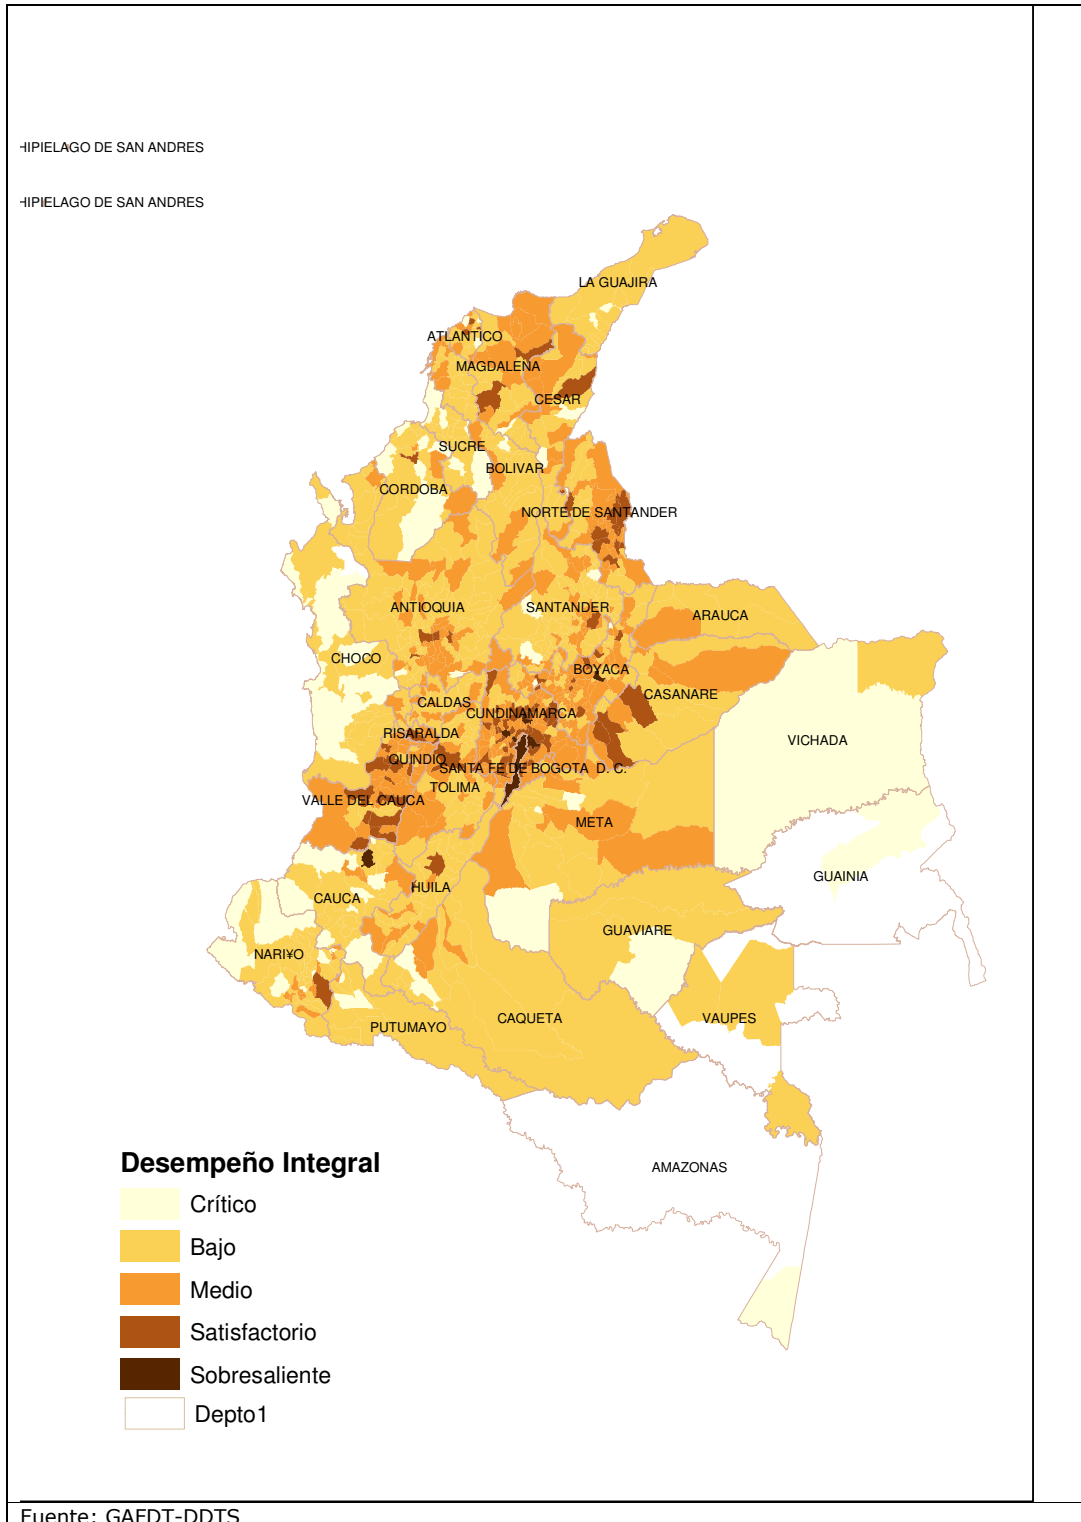 HIPIELAGO DE SAN ANDRES
HIPIELAGO DE SAN ANDRES
LA GUAJIRA
ATLANTICO
MAGDALENA
CESAR
SUCRE
BOLIVAR
CORDOBA
NORTE DE SANTANDER
ANTIOQUIA
SANTANDER
ARAUCA
CHOCO
BOYACA
CASANARE
CALDAS
CUNDINAMARCA
RISARALDA
VICHADA
QUINDIO
SANTA FE DE BOGOTA D. C.
TOLIMA
VALLE DEL CAUCA
META
GUAINIA
HUILA
CAUCA
GUAVIARE
NARI¥O
CAQUETA
VAUPES
PUTUMAYO
AMAZONAS
Desempeño Integral
Crítico
Bajo
Medio
Satisfactorio
Sobresaliente
Depto1
Fuente: GAFDT-DDTS